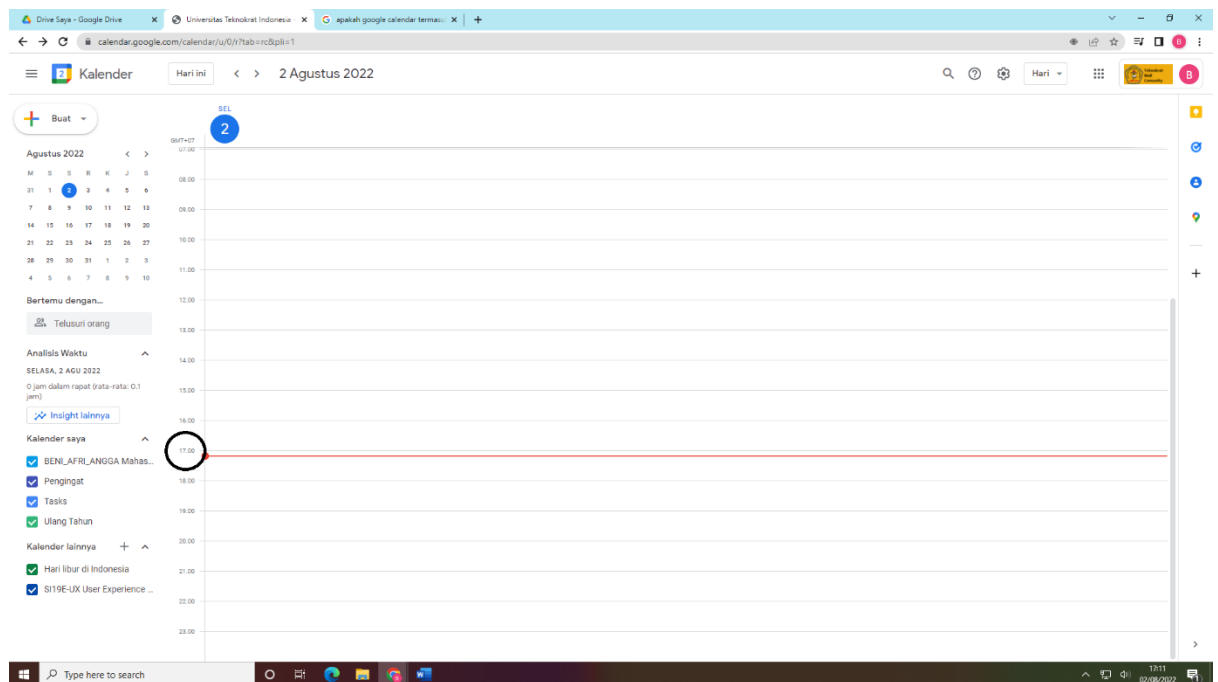 Drive Saya - Google Drive
Universitas Teknokrat Indonesia -
apakah google calendar termasu
calendar.google.com/calendar/u/0/r?tab=rc&pli=1
B
2 Kalender
Hari ini
2 Agustus 2022
Hari
Teknokrat
Mail
Comunity
B
Buat
SEL
2
GMT+07
Agustus 2022
M S S R K J S
31 1 2 3 4 5 6
7 8 9 10 11 12 13
14 15 16 17 18 19 20
21 22 23 24 25 26 27
28 29 30 31 1 2 3
4 5 6 7 8 9 10
Bertemu dengan...
Telusuri orang
Analisis Waktu
SELASA, 2 AGU 2022
0 jam dalam rapat (rata-rata: 0.1
jam)
Insight lainnya
Kalender saya
BENI_AFRI_ANGGA Mahas...
Pengingat
Tasks
Ulang Tahun
Kalender lainnya
Hari libur di Indonesia
SI19E-UX User Experience ...
07.00
08.00
09.00
10.00
11.00
12.00
13.00
14.00
15.00
16.00
17.00
18.00
19.00
20.00
21.00
22.00
23.00
Type here to search
17:11
02/08/2022